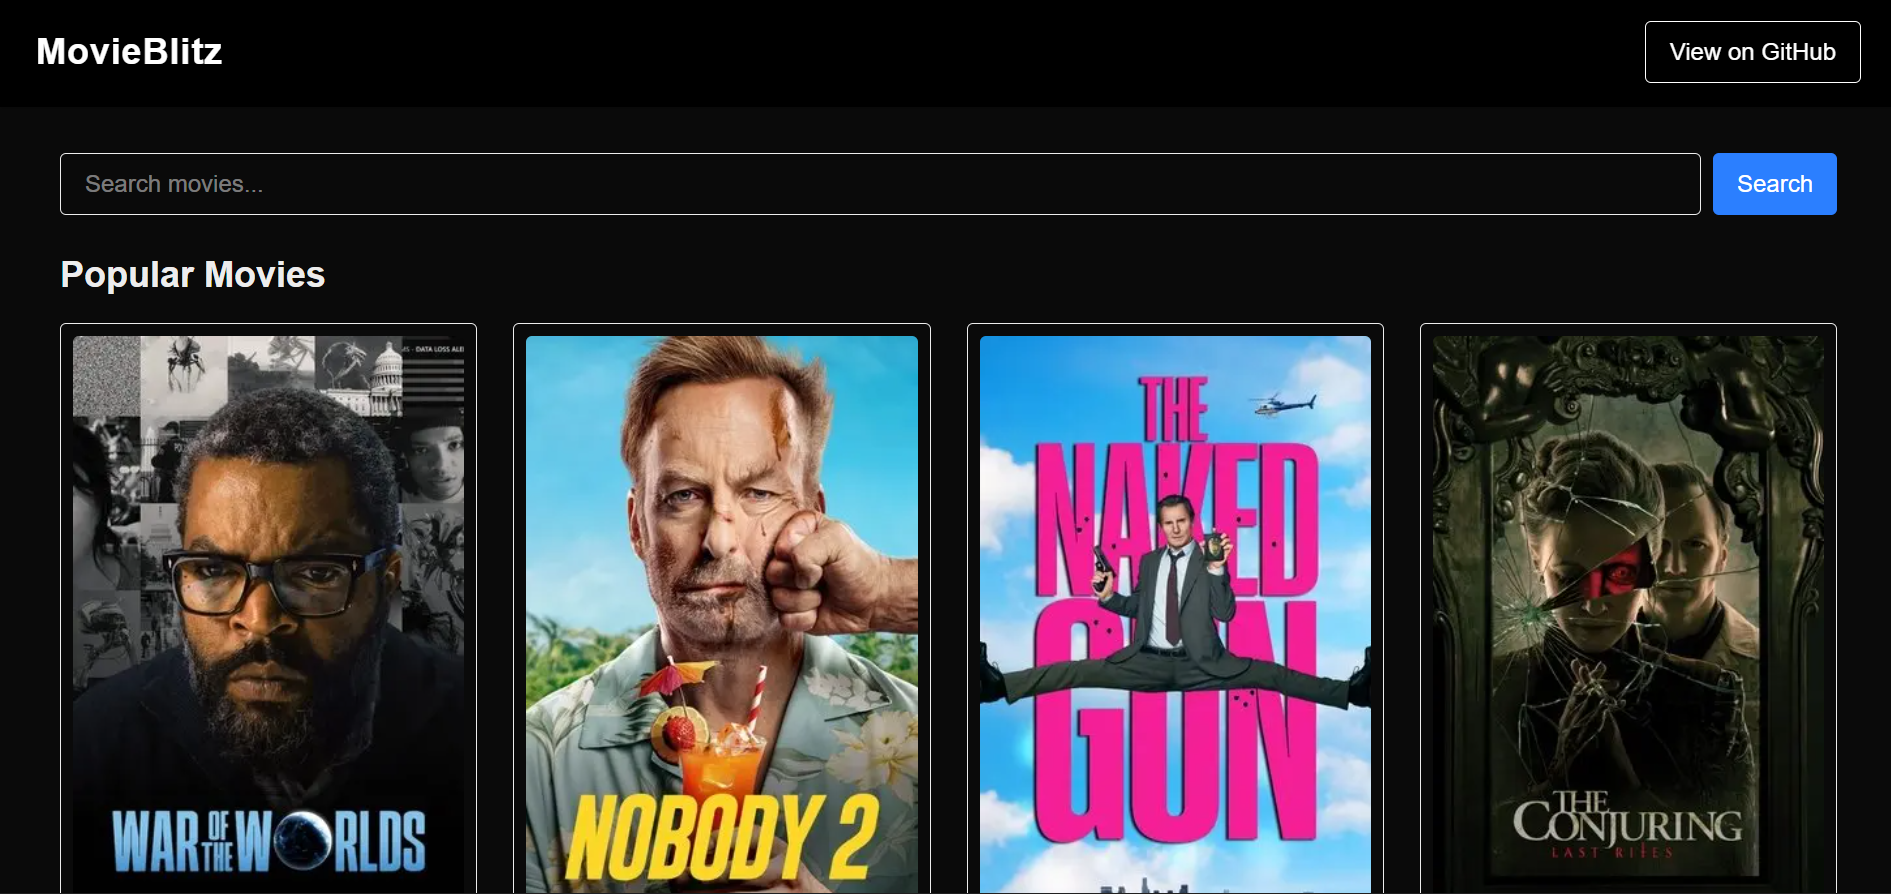 MovieBlitz
View on GitHub
Search movies...
Search
Popular Movies
MS - DATA LOSS ALE
WAR OF THE WORLDS
NOBODY 2
THE
NAKED
GUN
THE
CONJURING
LAST RITES